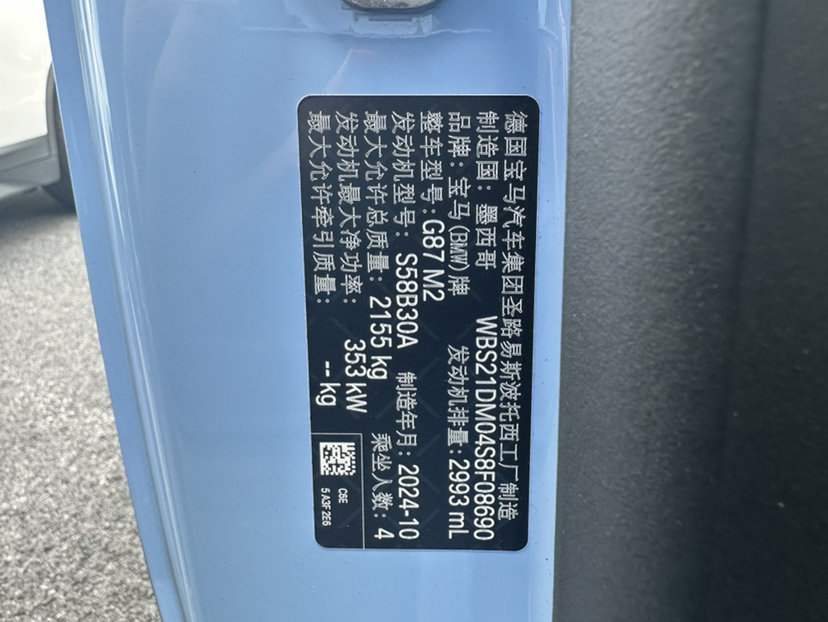 德国宝马汽车集团圣路易斯波托西工厂制造
制造国：墨西哥 WBS21DM04S8F08690
品牌：宝马(BMW)牌 发动机排量：2993 mL
整车型号：G87 M2
发动机型号：S58B30A 制造年月：2024-10
最大允许总质量：2155 kg 乘坐人数：4
发动机最大净功率：353 kW
最大允许牵引质量：-- kg
C6E
5A3F2E6